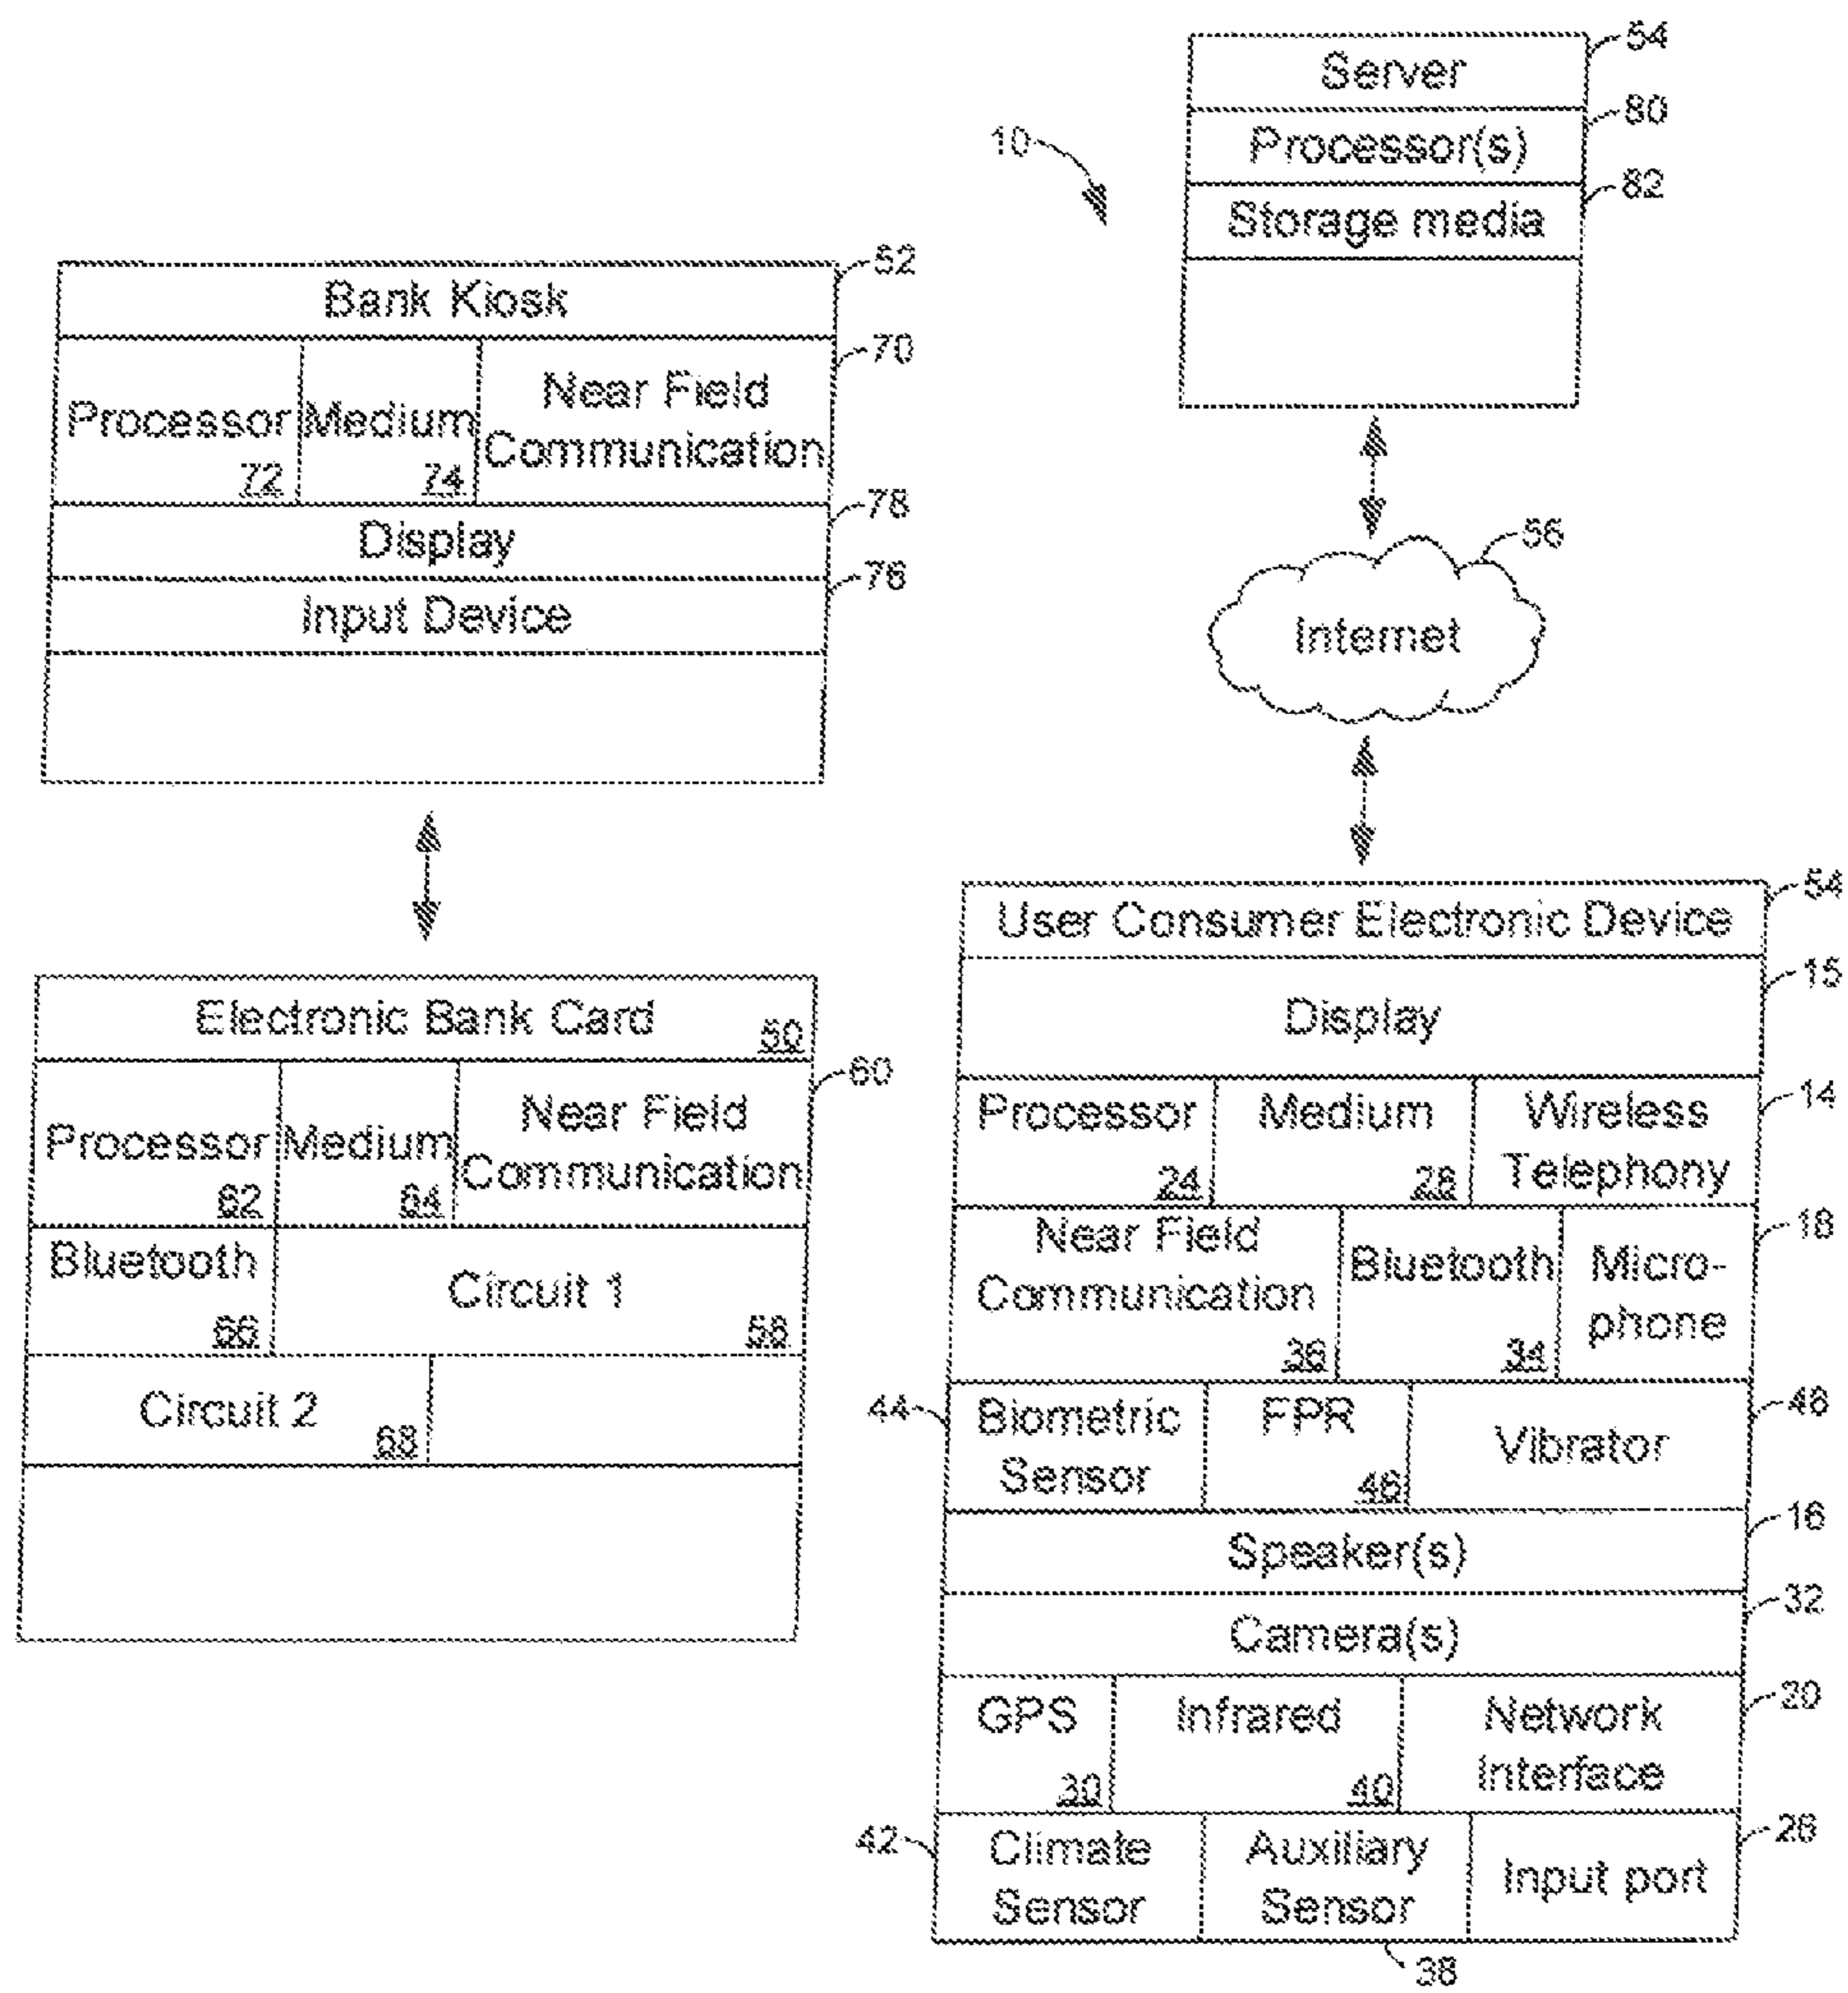 54
Server
80
Processor(s)
10
82
Storage media
52
Bank Kiosk
70
Near Field
Processor
Medium
Communication
72
74
78
Display
76
Input Device
56
Internet
54
User Consumer Electronic Device
15
Display
14
Processor
Medium
Wireless
Telephony
24
28
18
Near Field
Communication
Bluetooth
Micro-
phone
36
34
44
Biometric
Sensor
FPR
46
48
Vibrator
16
Speaker(s)
32
Camera(s)
20
GPS
Infrared
Network
Interface
30
40
42
Climate
Sensor
Auxiliary
Sensor
26
Input port
38
Electronic Bank Card
50
60
Near Field
Processor
Medium
Communication
62
64
Bluetooth
66
Circuit 1
58
Circuit 2
68